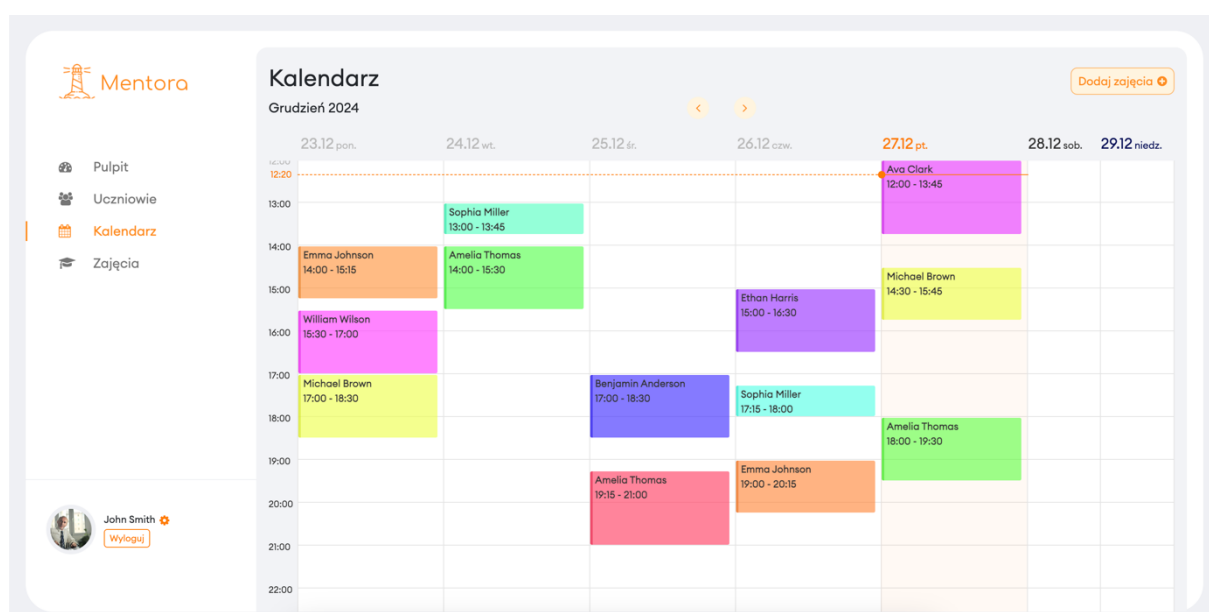 Mentora
Pulpit
Uczniowie
Kalendarz
Zajęcia
John Smith
Wyloguj
Kalendarz
Dodaj zajęcia
Grudzień 2024
23.12 pon.
24.12 wt.
25.12 śr.
26.12 czw.
27.12 pt.
28.12 sob.
29.12 niedz.
12:00
12:20
13:00
14:00
15:00
16:00
17:00
18:00
19:00
20:00
21:00
22:00
Emma Johnson
14:00 - 15:15
William Wilson
15:30 - 17:00
Michael Brown
17:00 - 18:30
Sophia Miller
13:00 - 13:45
Amelia Thomas
14:00 - 15:30
Benjamin Anderson
17:00 - 18:30
Amelia Thomas
19:15 - 21:00
Ethan Harris
15:00 - 16:30
Sophia Miller
17:15 - 18:00
Emma Johnson
19:00 - 20:15
Ava Clark
12:00 - 13:45
Michael Brown
14:30 - 15:45
Amelia Thomas
18:00 - 19:30